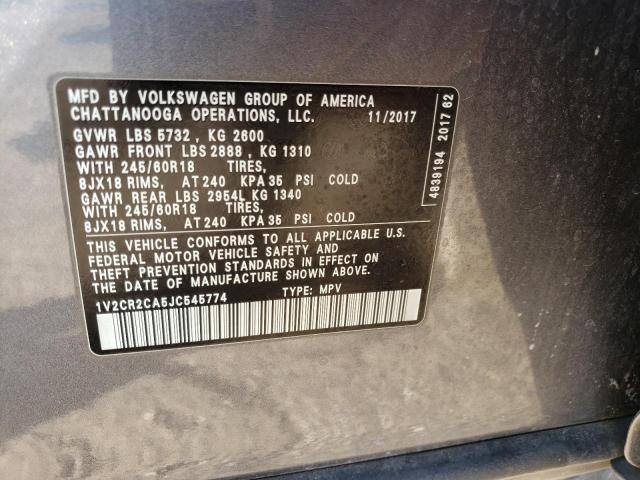 MFD BY VOLKSWAGEN GROUP OF AMERICA
CHATTANOOGA OPERATIONS, LLC. 11/2017
GVWR LBS 5732 , KG 2600
GAWR FRONT LBS 2888 , KG 1310
WITH 245/60R18 TIRES,
8JX18 RIMS, AT 240 KPA 35 PSI COLD
GAWR REAR LBS 2954L KG 1340
WITH 245/60R18 TIRES,
8JX18 RIMS, AT 240 KPA 35 PSI COLD
THIS VEHICLE CONFORMS TO ALL APPLICABLE U.S.
FEDERAL MOTOR VEHICLE SAFETY AND
THEFT PREVENTION STANDARDS IN EFFECT ON
THE DATE OF MANUFACTURE SHOWN ABOVE.
1V2CR2CA5JC545774 TYPE: MPV
4839194 2017 62